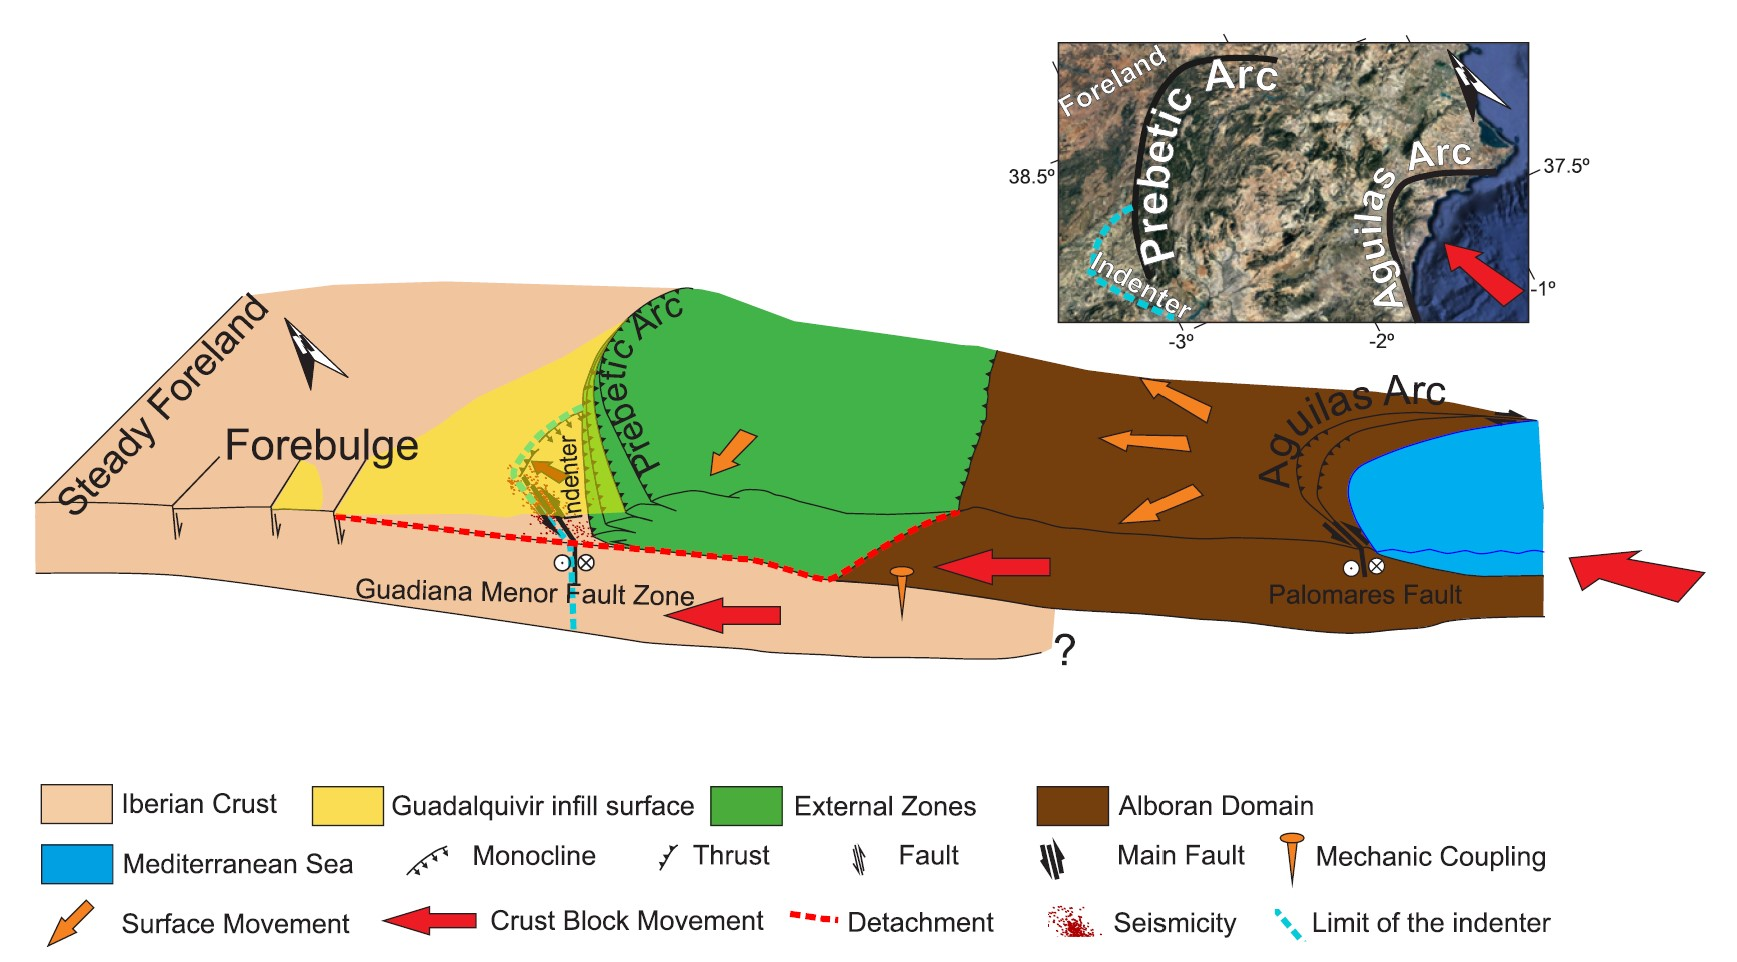 Foreland
Prebetic Arc
Aguilas Arc
Indenter
38.5º
37.5º
-1º
-3º
-2º
Steady Foreland
Forebulge
Prebetic Arc
Indenter
Aguilas Arc
Guadiana Menor Fault Zone
Palomares Fault
?
Iberian Crust
Guadalquivir infill surface
External Zones
Alboran Domain
Mediterranean Sea
Monocline
Thrust
Fault
Main Fault
Mechanic Coupling
Surface Movement
Crust Block Movement
Detachment
Seismicity
Limit of the indenter